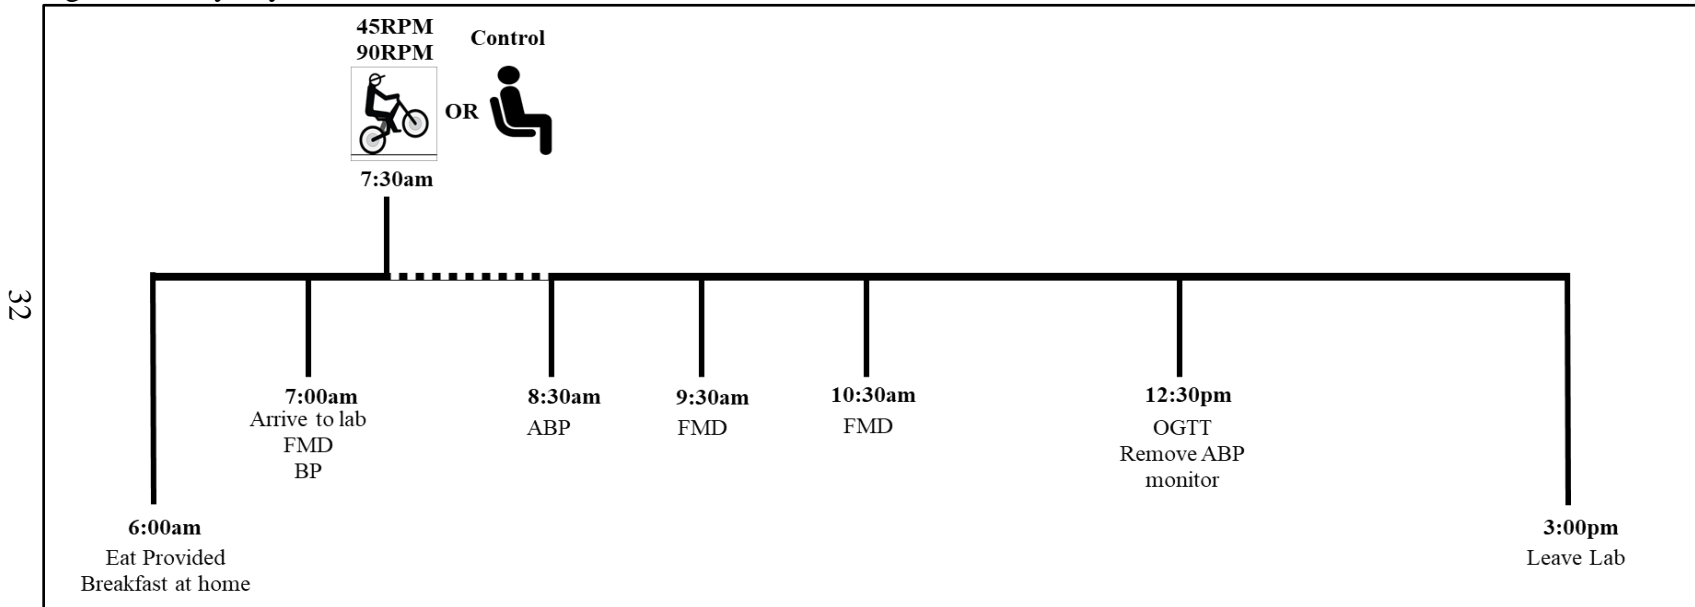 45RPM
90RPM
Control
OR
7:30am
32
7:00am
Arrive to lab
FMD
BP
8:30am
ABP
9:30am
FMD
10:30am
FMD
12:30pm
OGTT
Remove ABP
monitor
6:00am
Eat Provided
Breakfast at home
3:00pm
Leave Lab